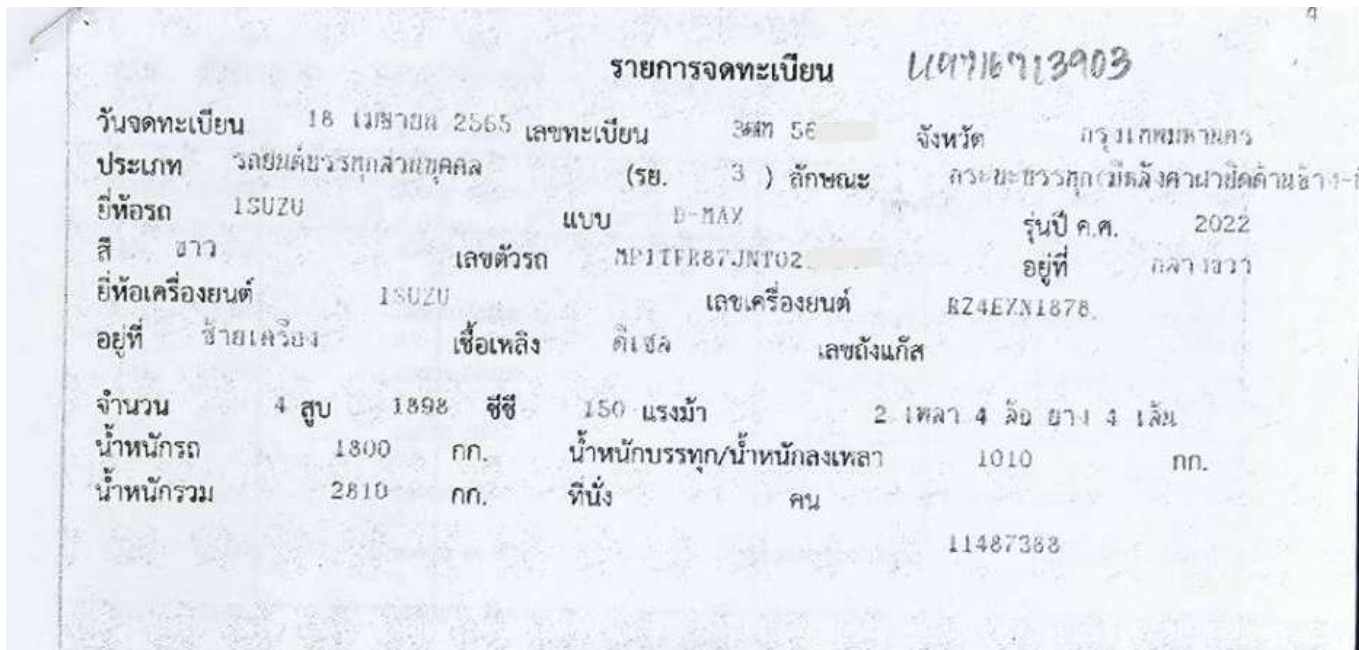 รายการจดทะเบียน
วันจดทะเบียน 18 เมษายน 2565 เลขทะเบียน 56 จังหวัด กรุงเทพมหานคร
ประเภท รถยนต์บรรทุกส่วนบุคคล (รย. 3 ) ลักษณะ กระบะบรรทุก(มีหลังคาฝาปิดด้านข้าง-
ยี่ห้อรถ ISUZU แบบ D-MAX รุ่นปี ค.ศ. 2022
สี ขาว เลขตัวรถ MP1TFR87JNT02 อยู่ที่ กลางขวา
ยี่ห้อเครื่องยนต์ ISUZU เลขเครื่องยนต์ RZ4EXN1878
อยู่ที่ ซ้ายเครื่อง เชื้อเพลิง ดีเซล เลขถังแก๊ส
จำนวน 4 สูบ 1898 ซีซี 150 แรงม้า 2 เพลา 4 ล้อ ยาง 4 เส้น
น้ำหนักรถ 1800 กก. น้ำหนักบรรทุก/น้ำหนักลงเพลา 1010 กก.
น้ำหนักรวม 2810 กก. ที่นั่ง คน
11487388